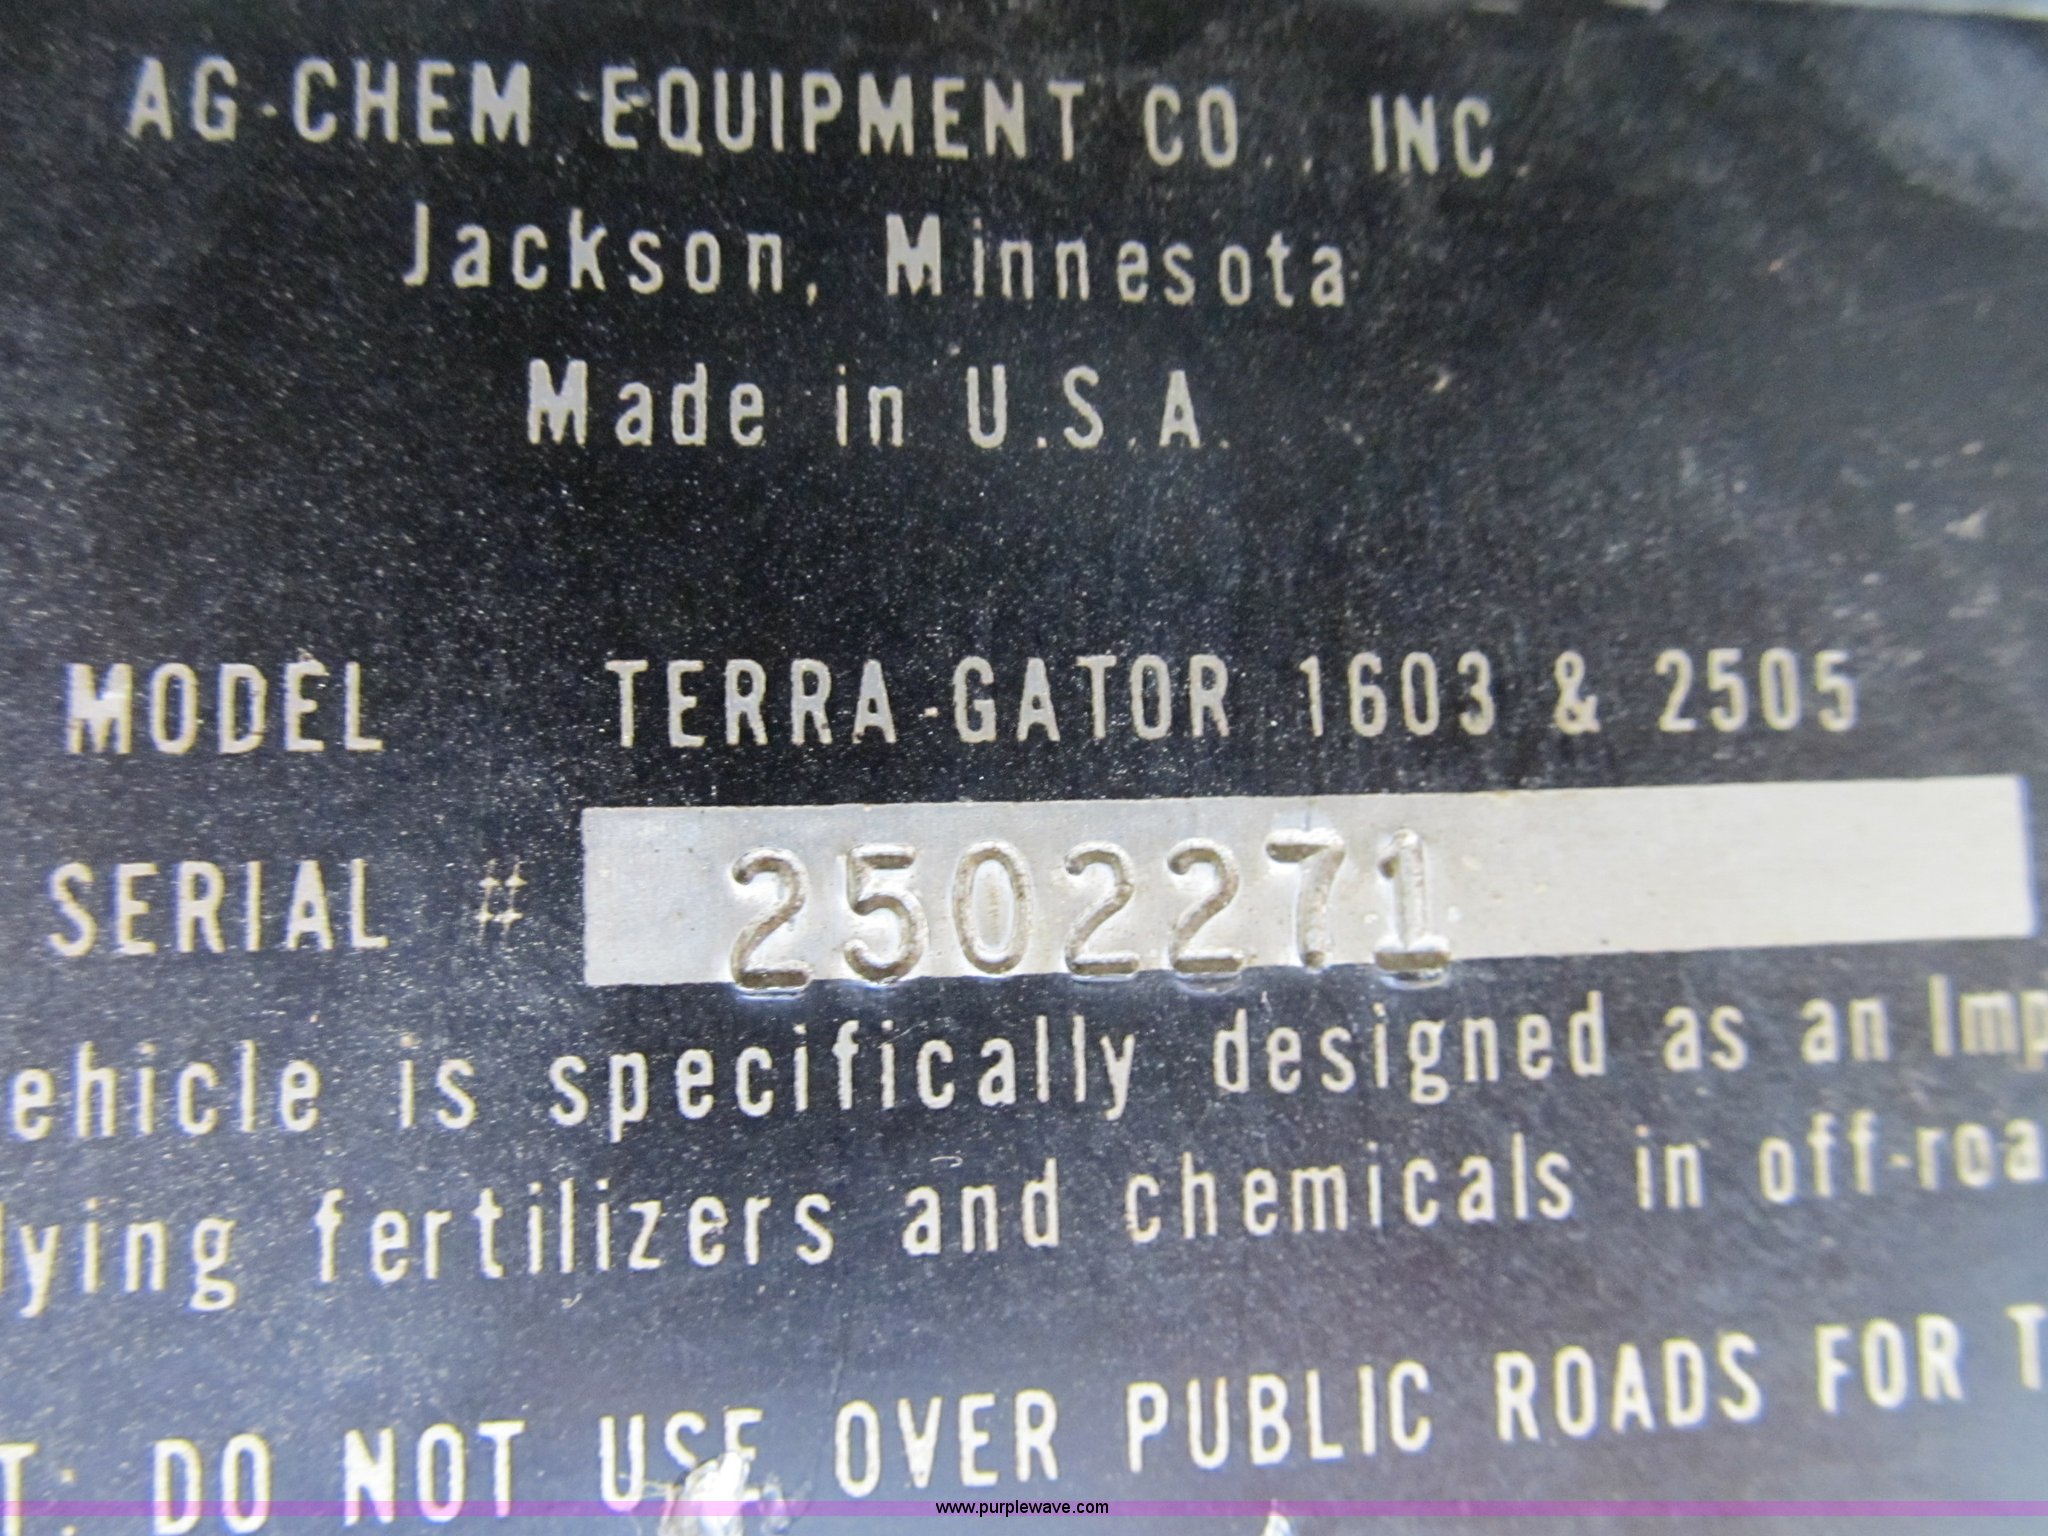 AG-CHEM EQUIPMENT CO., INC.
Jackson, Minnesota
Made in U.S.A.
MODEL TERRA-GATOR 1603 & 2505
SERIAL # 2502271
ehicle is specifically designed as an Imp
lying fertilizers and chemicals in off-roa
T: DO NOT USE OVER PUBLIC ROADS FOR T
www.purplewave.com